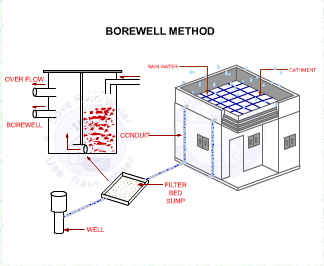 BOREWELL METHOD
RAIN WATER
CATHMENT
OVER FLOW
BOREWELL
CONDUIT
FILTER
BED
SUMP
WELL